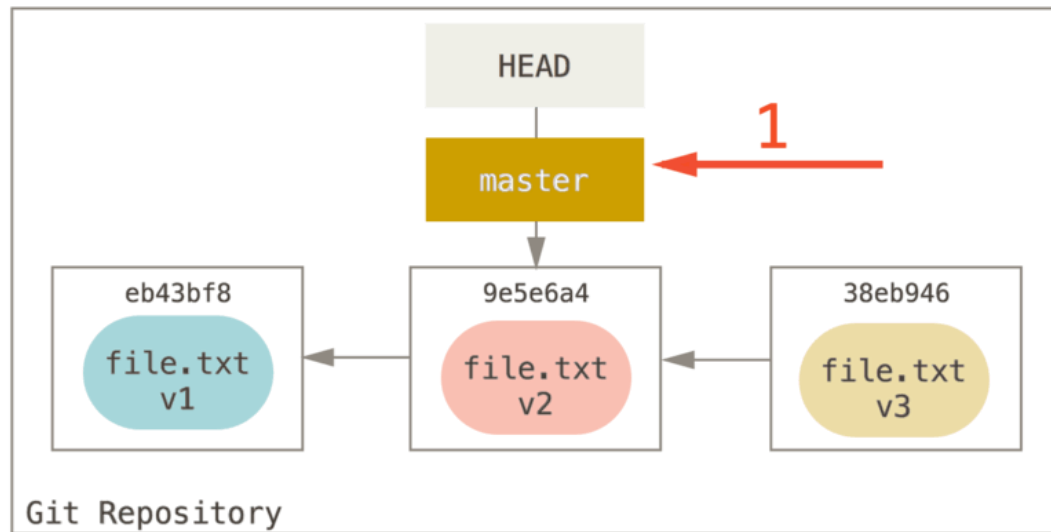 HEAD
1
master
eb43bf8
9e5e6a4
38eb946
file.txt
v1
file.txt
v2
file.txt
v3
Git Repository